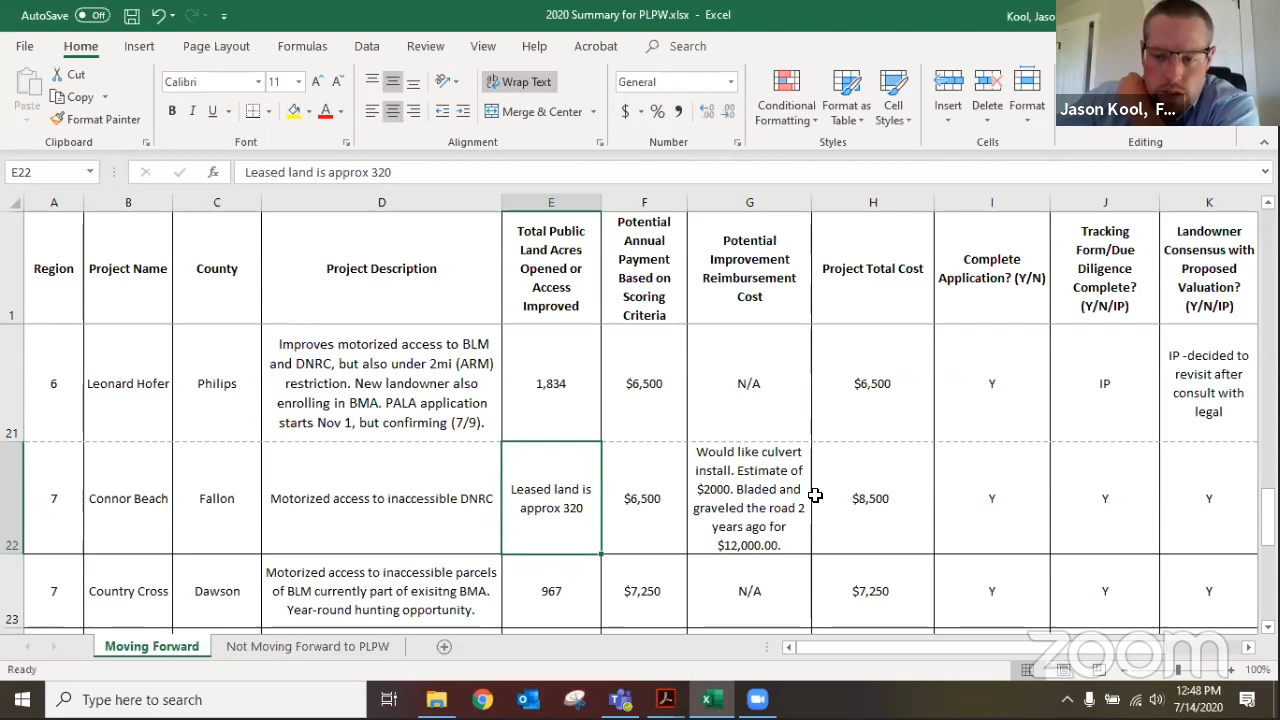 AutoSave Off
2020 Summary for PLPW.xlsx - Excel
Kool, Jaso
File Home Insert Page Layout Formulas Data Review View Help Acrobat Search
Paste
Cut
Copy
Format Painter
Clipboard
Calibri 11
B I U
Font
Wrap Text
Merge & Center
Alignment
General
$ % ,
Number
Conditional Formatting
Format as Table
Cell Styles
Styles
Insert Delete Format
Cells
Editing
Jason Kool, F...
E22
fx
Leased land is approx 320
A B C D E F G H I J K
1
Region
Project Name
County
Project Description
Total Public
Land Acres
Opened or
Access
Improved
Potential
Annual
Payment
Based on
Scoring
Criteria
Potential
Improvement
Reimbursement
Cost
Project Total Cost
Complete
Application? (Y/N)
Tracking
Form/Due
Diligence
Complete?
(Y/N/IP)
Landowner
Consensus with
Proposed
Valuation?
(Y/N/IP)
21
6
Leonard Hofer
Philips
Improves motorized access to BLM
and DNRC, but also under 2mi (ARM)
restriction. New landowner also
enrolling in BMA. PALA application
starts Nov 1, but confirming (7/9).
1,834
$6,500
N/A
$6,500
Y
IP
IP -decided to
revisit after
consult with
legal
22
7
Connor Beach
Fallon
Motorized access to inaccessible DNRC
Leased land is
approx 320
$6,500
Would like culvert
install. Estimate of
$2000. Bladed and
graveled the road 2
years ago for
$12,000.00.
$8,500
Y
Y
Y
23
7
Country Cross
Dawson
Motorized access to inaccessible parcels
of BLM currently part of exisitng BMA.
Year-round hunting opportunity.
967
$7,250
N/A
$7,250
Y
Y
Y
Moving Forward
Not Moving Forward to PLPW
Ready
100%
zoom
Type here to search
12:48 PM
7/14/2020